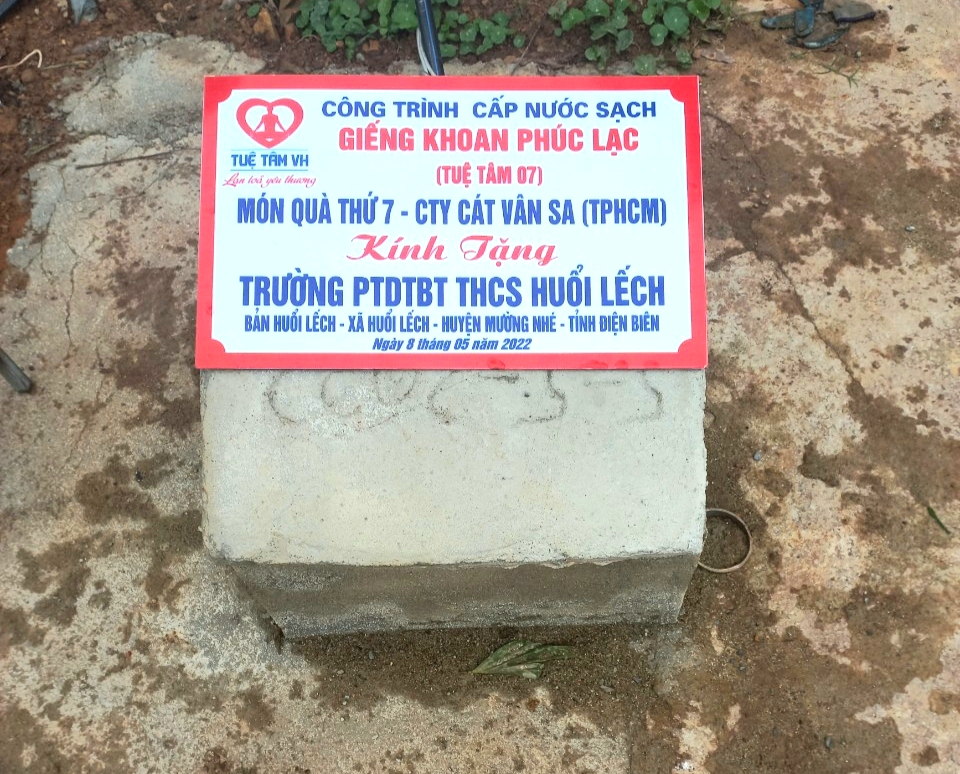 CÔNG TRÌNH CẤP NƯỚC SẠCH
GIẾNG KHOAN PHÚC LẠC
(TUỆ TÂM 07)
TUỆ TÂM VH
Lan toả yêu thương
MÓN QUÀ THỨ 7 - CTY CÁT VÂN SA (TPHCM)
Kính Tặng
TRƯỜNG PTDTBT THCS HUỔI LẾCH
BẢN HUỔI LẾCH - XÃ HUỔI LẾCH - HUYỆN MƯỜNG NHÉ - TỈNH ĐIỆN BIÊN
Ngày 8 tháng 05 năm 2022